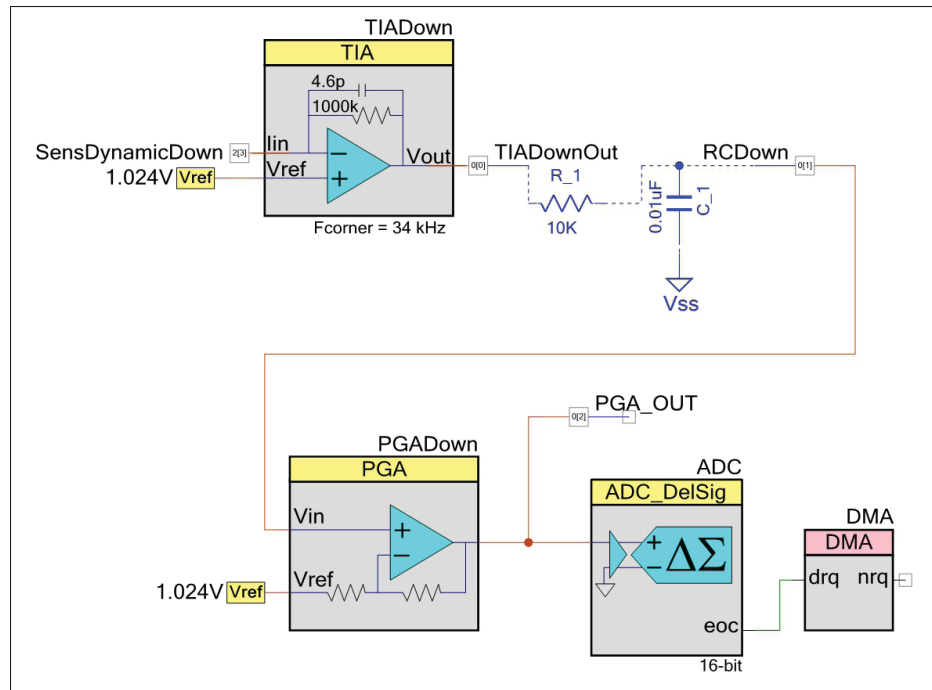 TIADown
TIA
4.6p
1000k
SensDynamicDown
2[3]
Iin
−
1.024V
Vref
Vref
+
Vout
0[0]
Fcorner = 34 kHz
TIADownOut
R_1
10K
RCDown
0[1]
0.01uF
C_1
Vss
0[2]
PGA_OUT
PGADown
PGA
Vin
+
−
1.024V
Vref
Vref
ADC
ADC_DelSig
+
−
ΔΣ
eoc
16-bit
DMA
DMA
drq
nrq